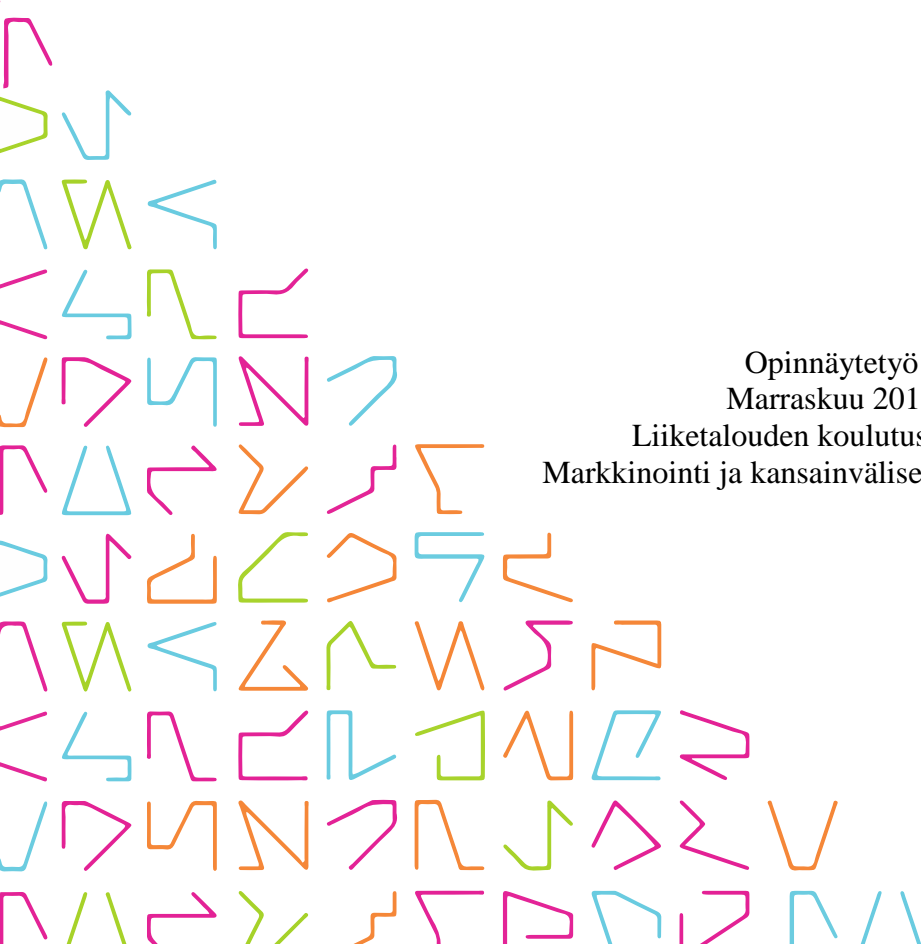 Opinnäytetyö
Marraskuu 201
Liiketalouden koulutus
Markkinointi ja kansainvälise